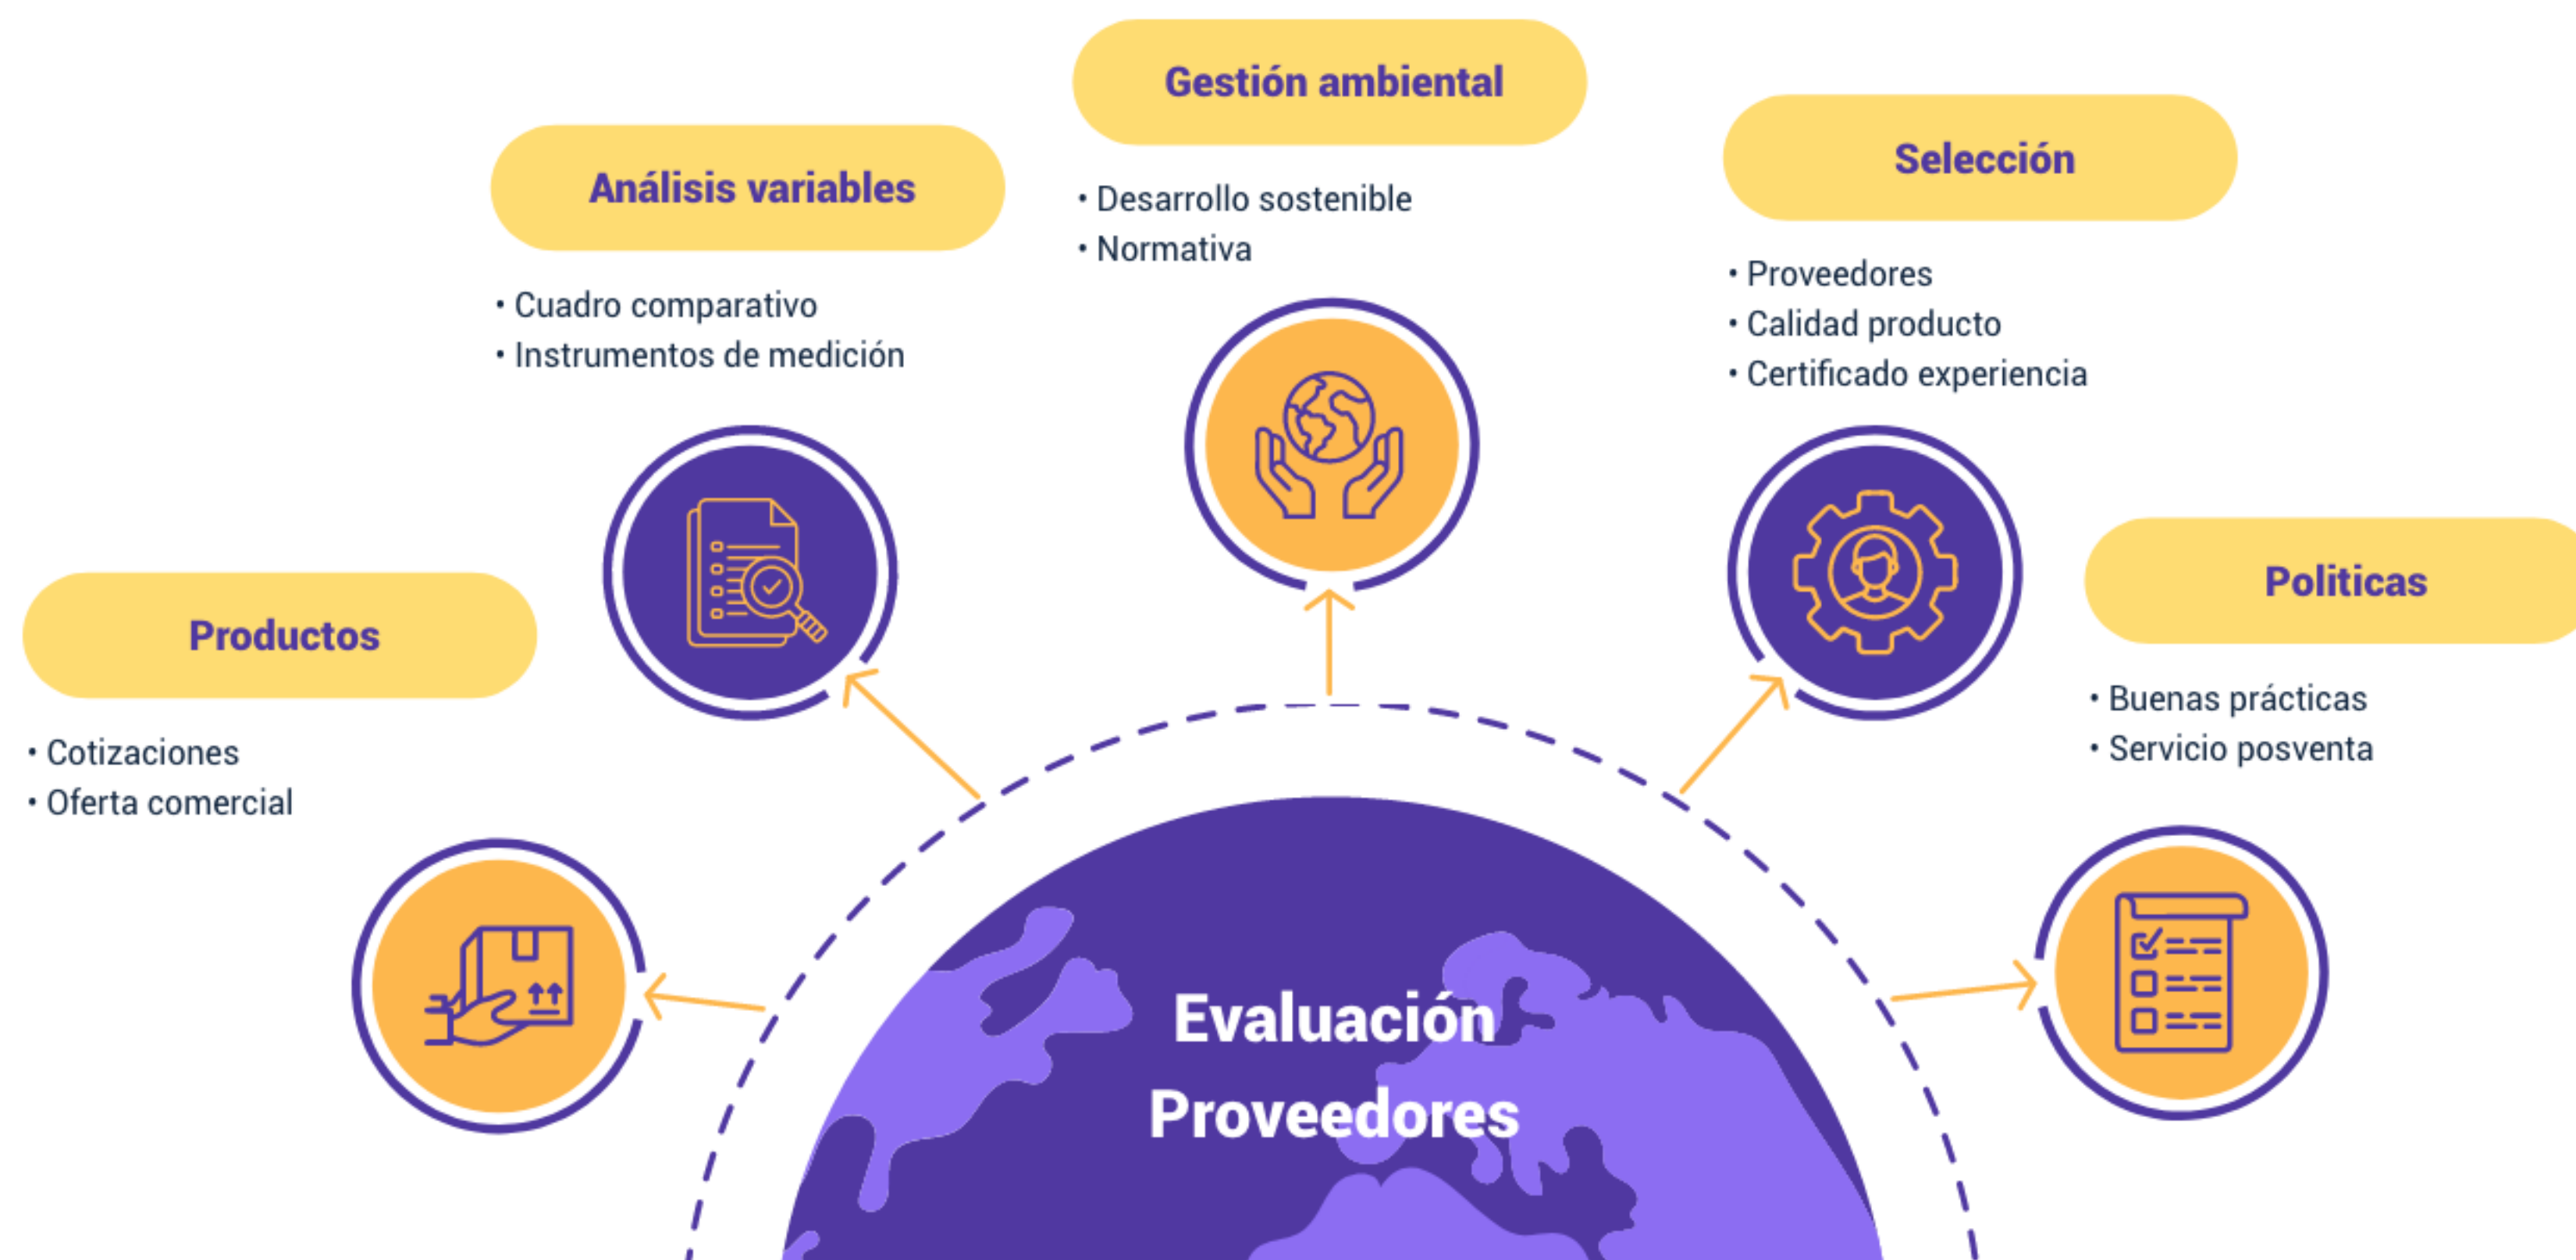 Productos
• Cotizaciones
• Oferta comercial
Análisis variables
• Cuadro comparativo
• Instrumentos de medición
Gestión ambiental
• Desarrollo sostenible
• Normativa
Selección
• Proveedores
• Calidad producto
• Certificado experiencia
Politicas
• Buenas prácticas
• Servicio posventa
Evaluación
Proveedores